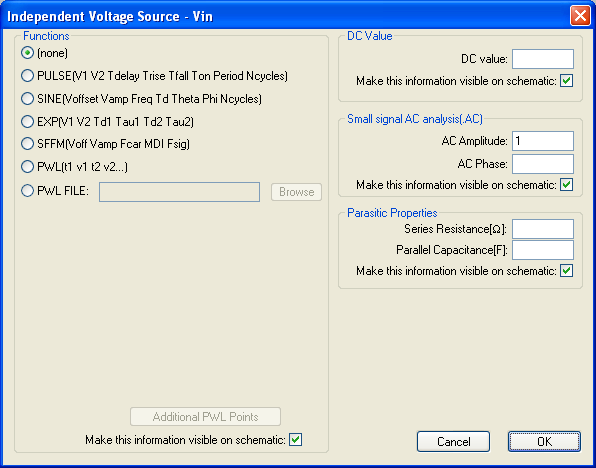 Independent Voltage Source - Vin
Functions
(none)
PULSE(V1 V2 Tdelay Trise Tfall Ton Period Ncycles)
SINE(Voffset Vamp Freq Td Theta Phi Ncycles)
EXP(V1 V2 Td1 Tau1 Td2 Tau2)
SFFM(Voff Vamp Fcar MDI Fsig)
PWL(t1 v1 t2 v2...)
PWL FILE:
Browse
Additional PWL Points
Make this information visible on schematic:
DC Value
DC value:
Make this information visible on schematic:
Small signal AC analysis(.AC)
AC Amplitude: 1
AC Phase:
Make this information visible on schematic:
Parasitic Properties
Series Resistance[Ω]:
Parallel Capacitance[F]:
Make this information visible on schematic:
Cancel
OK